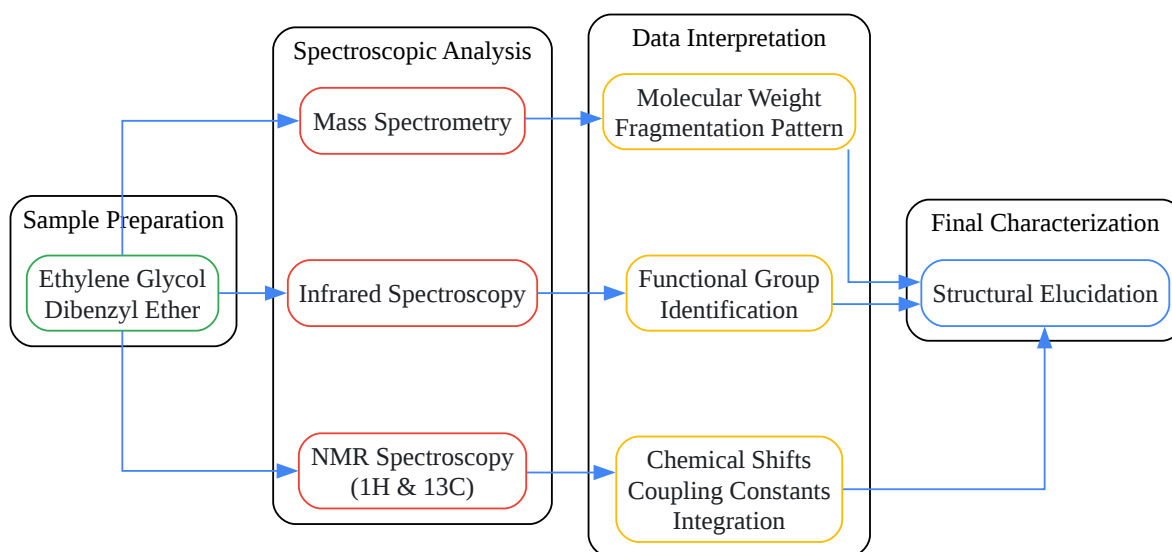 Sample Preparation
Ethylene Glycol
Dibenzyl Ether
Spectroscopic Analysis
Mass Spectrometry
Infrared Spectroscopy
NMR Spectroscopy
(1H & 13C)
Data Interpretation
Molecular Weight
Fragmentation Pattern
Functional Group
Identification
Chemical Shifts
Coupling Constants
Integration
Final Characterization
Structural Elucidation